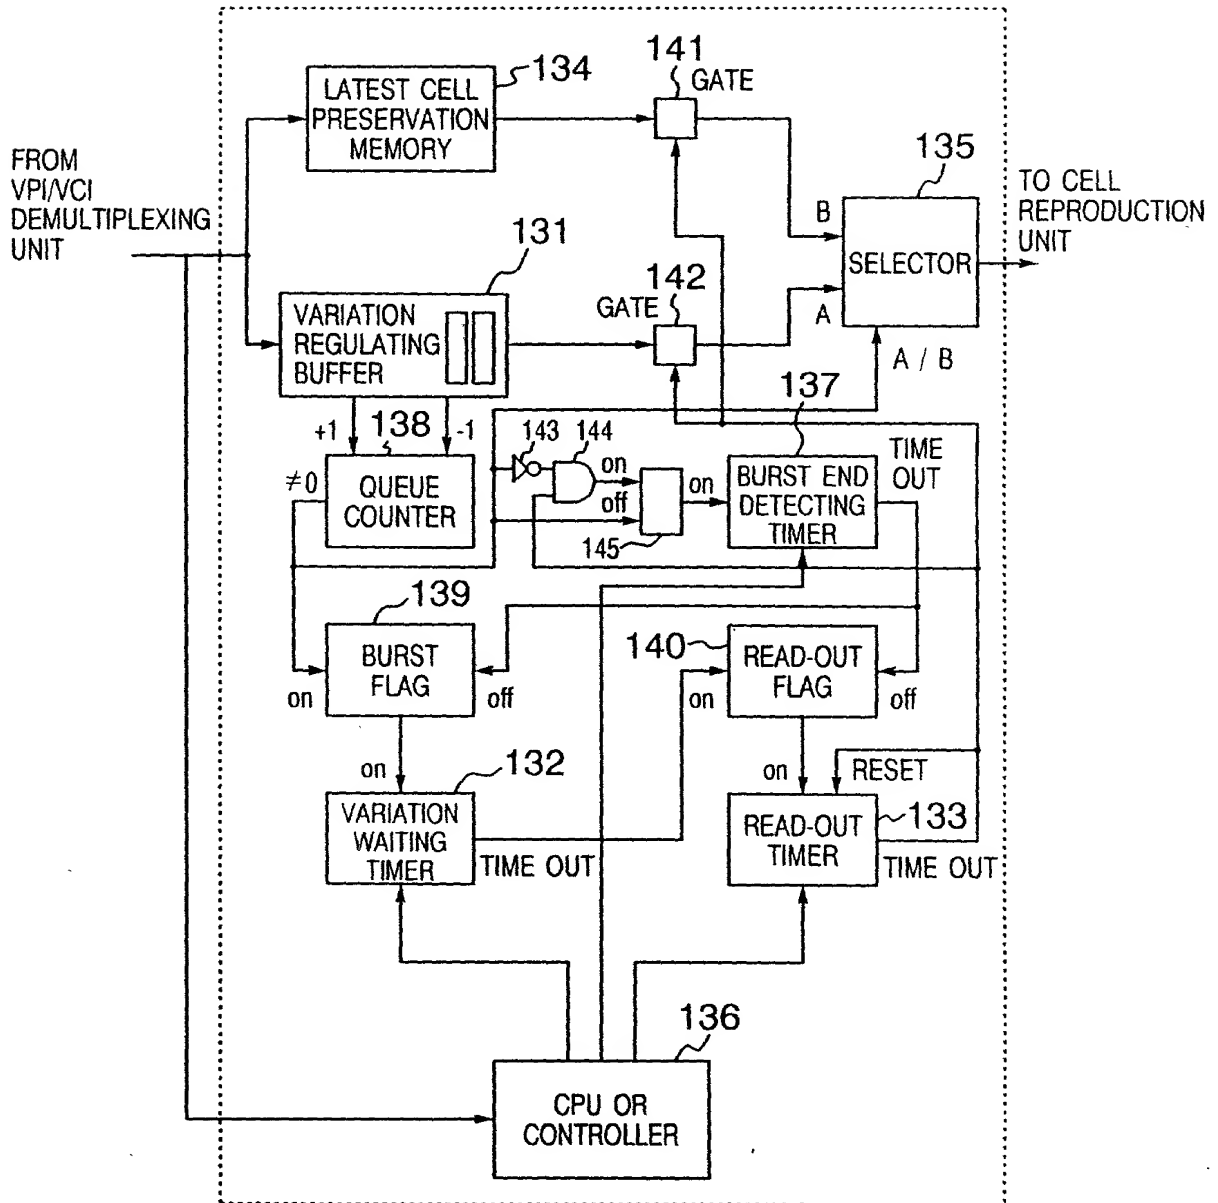 134
141
GATE
LATEST CELL
PRESERVATION
MEMORY
FROM
VPI/VCI
DEMULTIPLEXING
UNIT
135
TO CELL
REPRODUCTION
UNIT
B
SELECTOR
131
142
GATE
A
A / B
VARIATION
REGULATING
BUFFER
137
+1
138
-1
143
144
TIME
OUT
≠0
QUEUE
COUNTER
on
off
145
on
BURST END
DETECTING
TIMER
139
BURST
FLAG
on
off
140
READ-OUT
FLAG
on
off
on
132
on
RESET
VARIATION
WAITING
TIMER
TIME OUT
READ-OUT
TIMER
133
TIME OUT
136
CPU OR
CONTROLLER